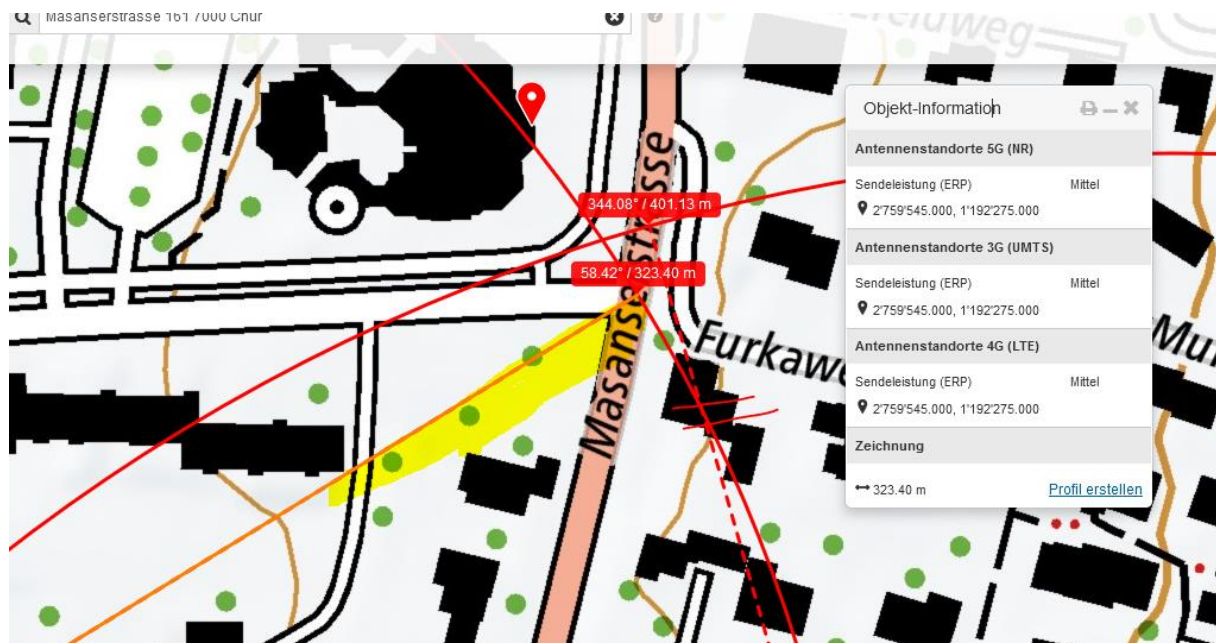 Masanserstrasse 161 7000 Chur
?
Objekt-Information
Antennenstandorte 5G (NR)
Sendeleistung (ERP) Mittel
2'759'545.000, 1'192'275.000
Antennenstandorte 3G (UMTS)
Sendeleistung (ERP) Mittel
2'759'545.000, 1'192'275.000
Antennenstandorte 4G (LTE)
Sendeleistung (ERP) Mittel
2'759'545.000, 1'192'275.000
Zeichnung
323.40 m Profil erstellen
344.08° / 401.13 m
58.42° / 323.40 m
Furkaw